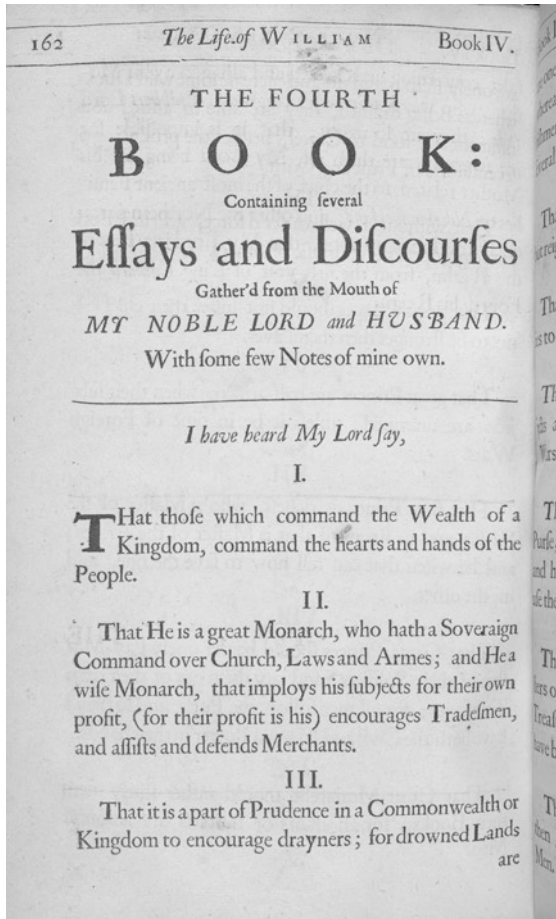 162 The Life.of WILLIAM Book IV.
THE FOURTH
BOOK:
Containing ſeveral
Eſſays and Diſcourſes
Gather'd from the Mouth of
MY NOBLE LORD and HUSBAND.
With ſome few Notes of mine own.
I have heard My Lord ſay,
I.
THat thoſe which command the Wealth of a
Kingdom, command the hearts and hands of the
People.
II.
That He is a great Monarch, who hath a Soveraign
Command over Church, Laws and Armes; and He a
wiſe Monarch, that imploys his ſubjects for their own
profit, (for their profit is his) encourages Tradeſmen,
and aſſiſts and defends Merchants.
III.
That it is a part of Prudence in a Commonwealth or
Kingdom to encourage drayners; for drowned Lands
are